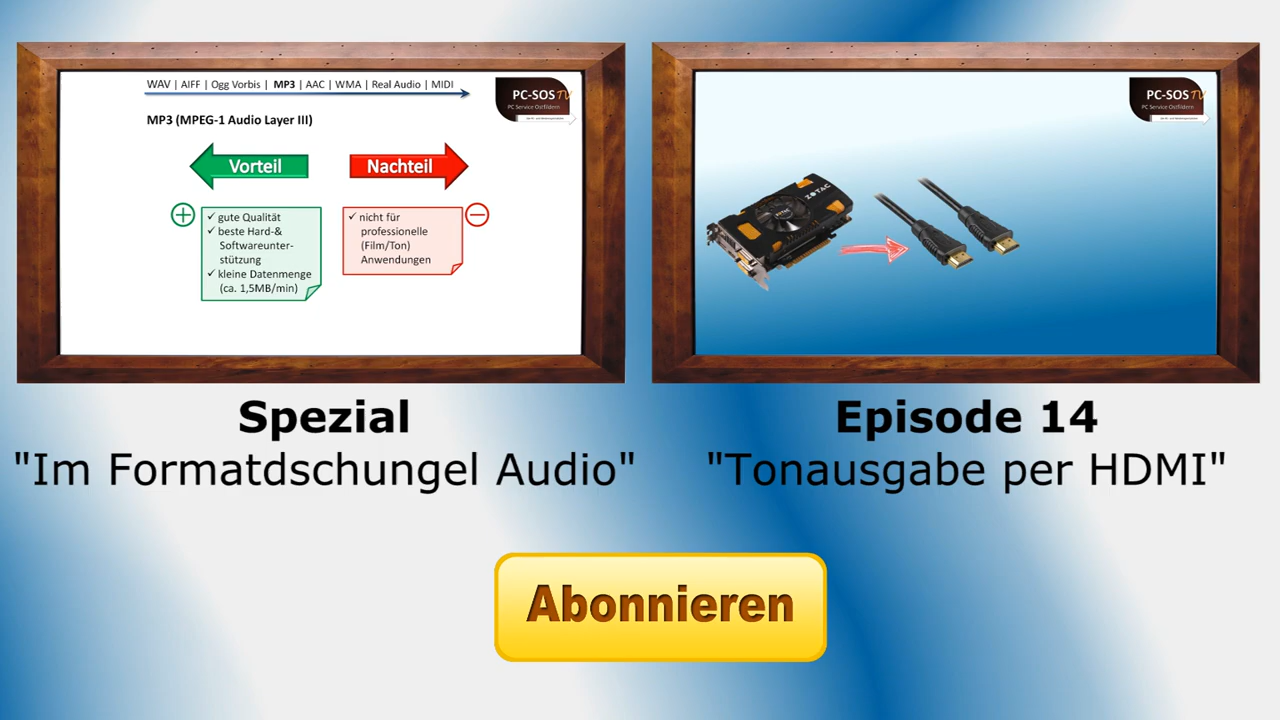 WAV | AIFF | Ogg Vorbis | MP3 | AAC | WMA | Real Audio | MIDI
PC-SOS TV
PC Service Ostfildern
MP3 (MPEG-1 Audio Layer III)
Vorteil
Nachteil
gute Qualität
beste Hard-&
Softwareunter-
stützung
kleine Datenmenge
(ca. 1,5MB/min)
nicht für
professionelle
(Film/Ton)
Anwendungen
Spezial
"Im Formatdschungel Audio"
PC-SOS TV
PC Service Ostfildern
ZOTAC
Episode 14
"Tonausgabe per HDMI"
Abonnieren